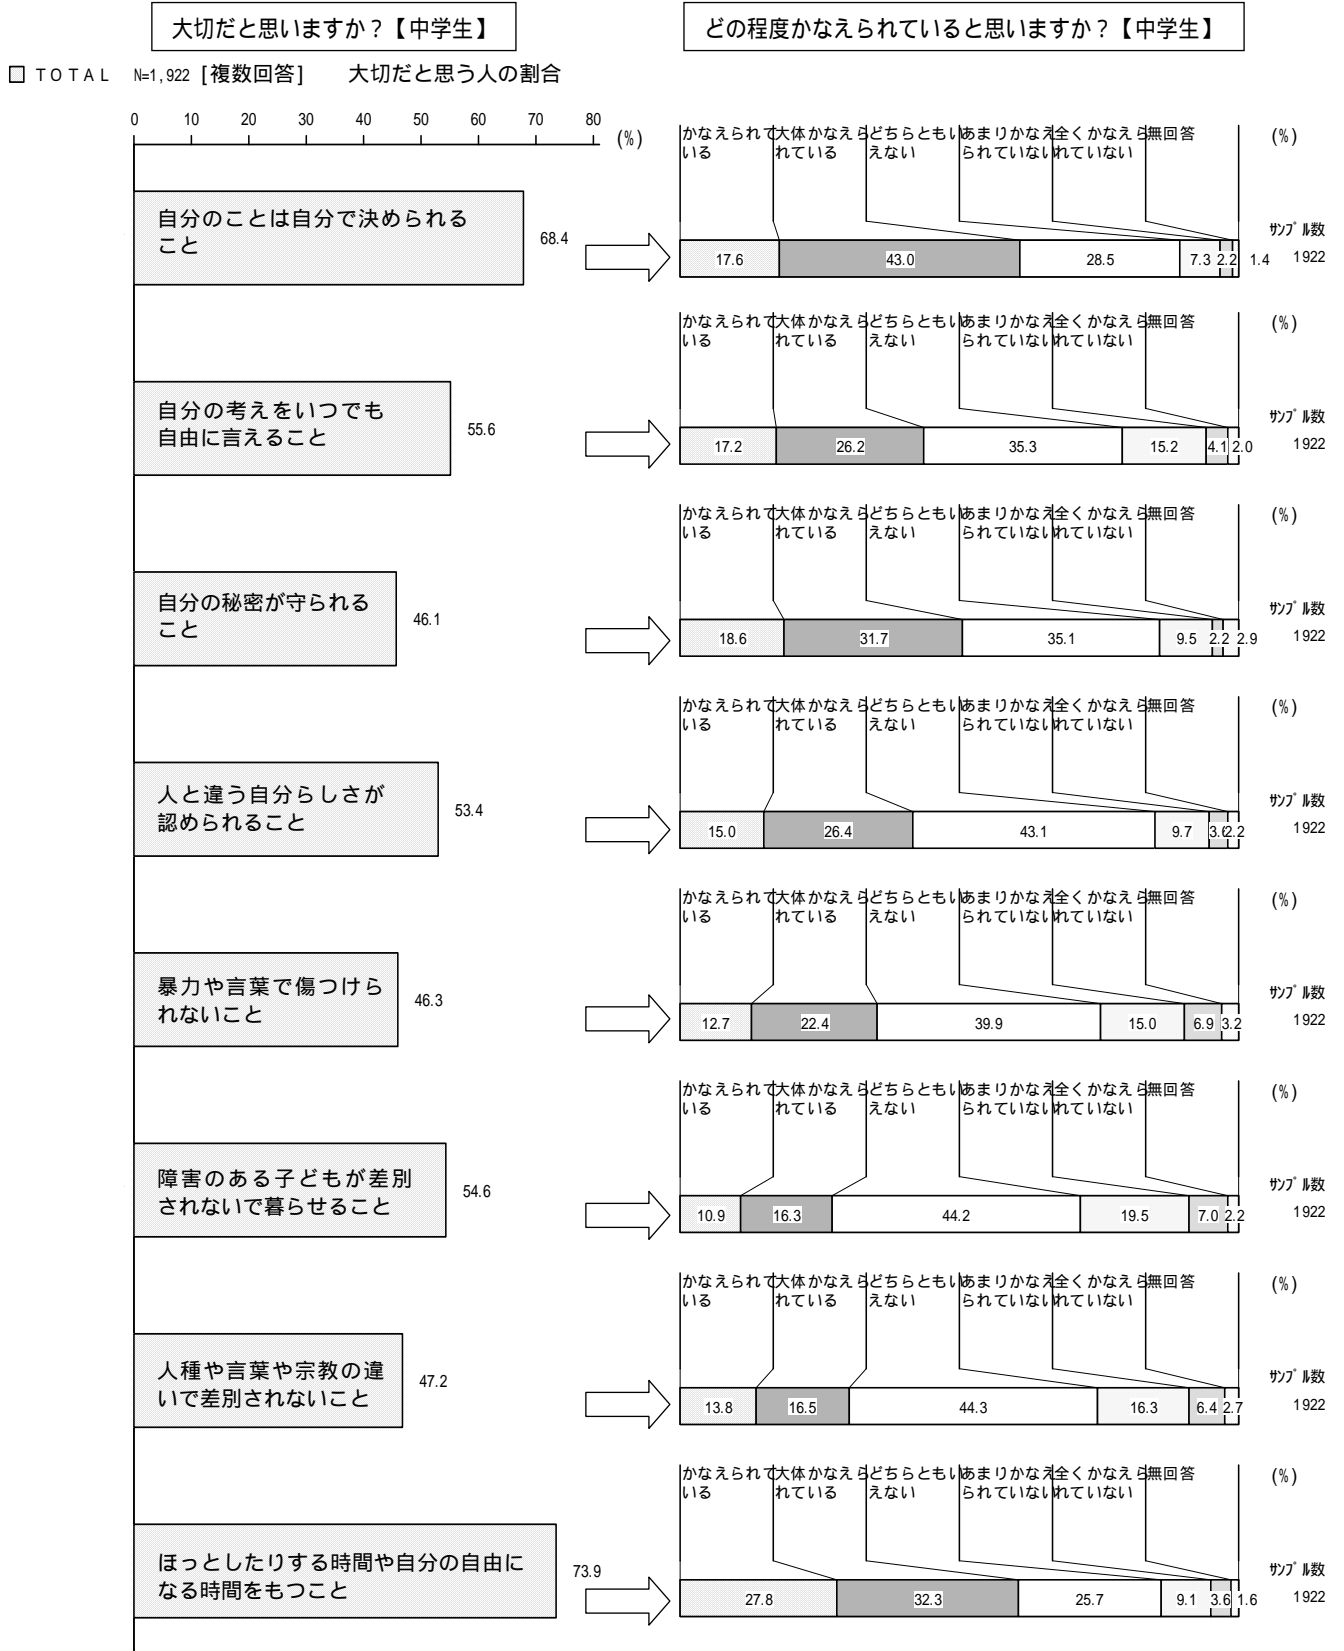 大切だと思いますか？【中学生】
どの程度かなえられていると思いますか？【中学生】
TOTAL N=1,922 [複数回答] 大切だと思う人の割合
0 10 20 30 40 50 60 70 80 (%)
かなえられて 大体かなえら どちらともい あまりかなえ 全くかなえら 無回答 (%)
いる れている えない られていない れていない
自分のことは自分で決められる
こと
68.4
サンプル数
17.6 43.0 28.5 7.3 2.2 1.4 1922
かなえられて 大体かなえら どちらともい あまりかなえ 全くかなえら 無回答 (%)
いる れている えない られていない れていない
自分の考えをいつでも
自由に言えること
55.6
サンプル数
17.2 26.2 35.3 15.2 4.1 2.0 1922
かなえられて 大体かなえら どちらともい あまりかなえ 全くかなえら 無回答 (%)
いる れている えない られていない れていない
自分の秘密が守られる
こと
46.1
サンプル数
18.6 31.7 35.1 9.5 2.2 2.9 1922
かなえられて 大体かなえら どちらともい あまりかなえ 全くかなえら 無回答 (%)
いる れている えない られていない れていない
人と違う自分らしさが
認められること
53.4
サンプル数
15.0 26.4 43.1 9.7 2.2 1922
かなえられて 大体かなえら どちらともい あまりかなえ 全くかなえら 無回答 (%)
いる れている えない られていない れていない
暴力や言葉で傷つけら
れないこと
46.3
サンプル数
12.7 22.4 39.9 15.0 6.9 3.2 1922
かなえられて 大体かなえら どちらともい あまりかなえ 全くかなえら 無回答 (%)
いる れている えない られていない れていない
障害のある子どもが差別
されないで暮らせること
54.6
サンプル数
10.9 16.3 44.2 19.5 7.0 2.2 1922
かなえられて 大体かなえら どちらともい あまりかなえ 全くかなえら 無回答 (%)
いる れている えない られていない れていない
人種や言葉や宗教の違
いで差別されないこと
47.2
サンプル数
13.8 16.5 44.3 16.3 6.4 2.7 1922
かなえられて 大体かなえら どちらともい あまりかなえ 全くかなえら 無回答 (%)
いる れている えない られていない れていない
ほっとしたりする時間や自分の自由に
なる時間をもつこと
73.9
サンプル数
27.8 32.3 25.7 9.1 3.6 1.6 1922